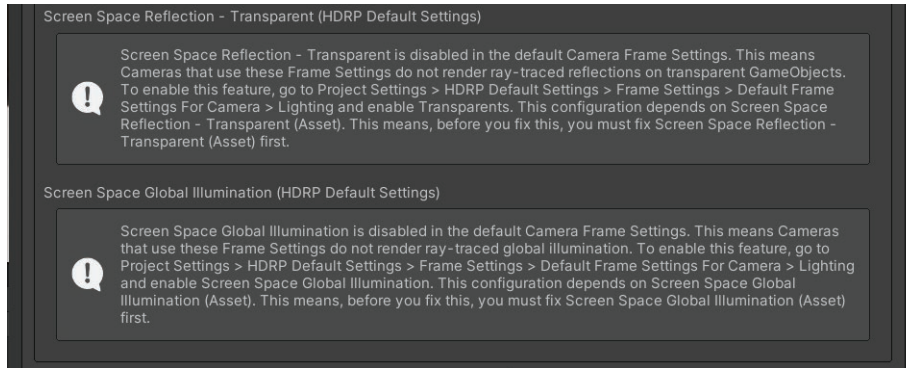 Screen Space Reflection - Transparent (HDRP Default Settings)
Screen Space Reflection - Transparent is disabled in the default Camera Frame Settings. This means
Cameras that use these Frame Settings do not render ray-traced reflections on transparent GameObjects.
To enable this feature, go to Project Settings > HDRP Default Settings > Frame Settings > Default Frame
Settings For Camera > Lighting and enable Transparents. This configuration depends on Screen Space
Reflection - Transparent (Asset). This means, before you fix this, you must fix Screen Space Reflection -
Transparent (Asset) first.
Screen Space Global Illumination (HDRP Default Settings)
Screen Space Global Illumination is disabled in the default Camera Frame Settings. This means Cameras
that use these Frame Settings do not render ray-traced global illumination. To enable this feature, go to
Project Settings > HDRP Default Settings > Frame Settings > Default Frame Settings For Camera > Lighting
and enable Screen Space Global Illumination. This configuration depends on Screen Space Global
Illumination (Asset). This means, before you fix this, you must fix Screen Space Global Illumination (Asset)
first.